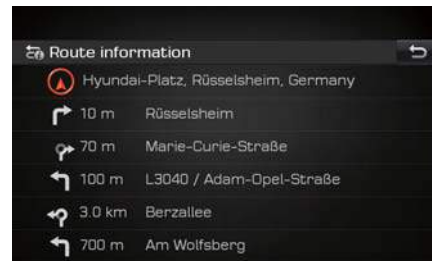 Route information
Hyundai-Platz, Rüsselsheim, Germany
10 m Rüsselsheim
70 m Marie-Curie-Straße
100 m L3040 / Adam-Opel-Straße
3.0 km Berzallee
700 m Am Wolfsberg